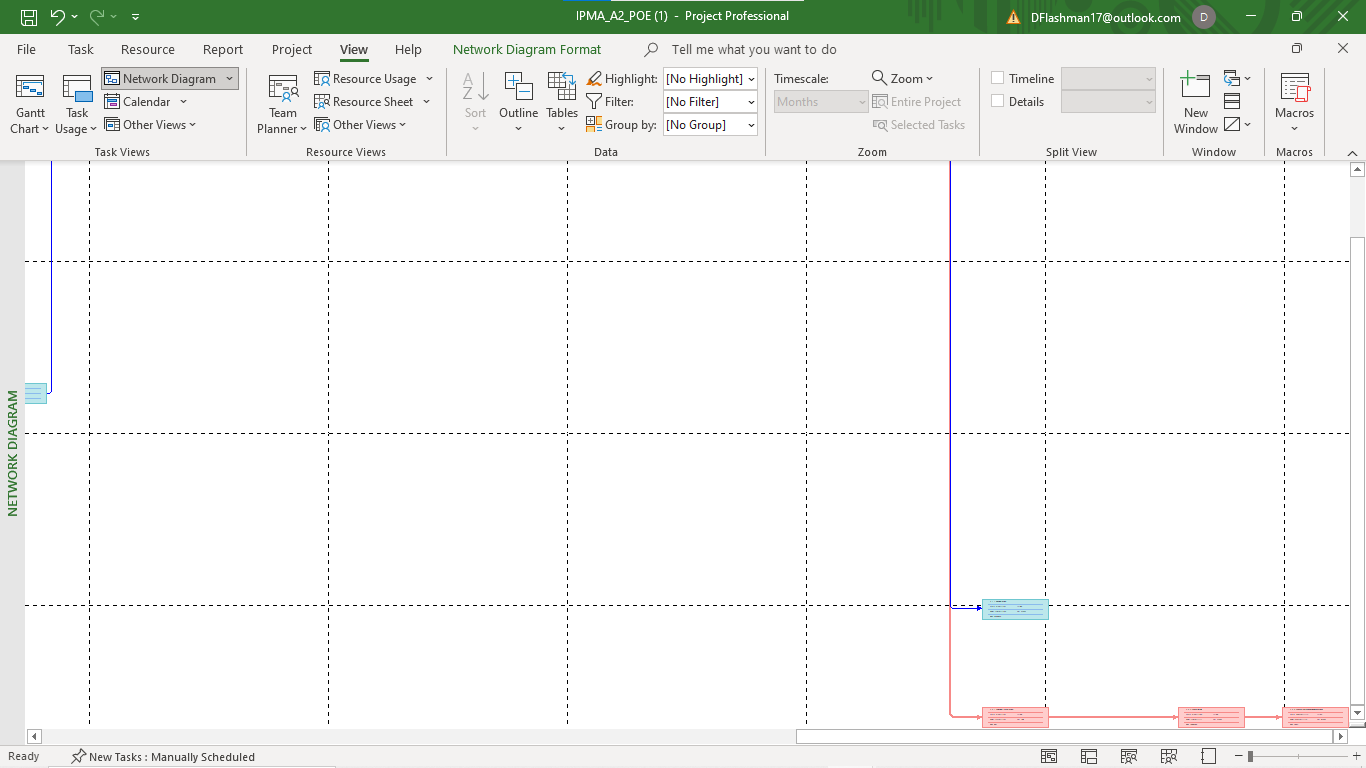 IPMA_A2_POE (1) - Project Professional
DFlashman17@outlook.com
D
File Task Resource Report Project View Help Network Diagram Format Tell me what you want to do
Gantt Chart
Task Usage
Network Diagram
Calendar
Other Views
Task Views
Team Planner
Resource Usage
Resource Sheet
Other Views
Resource Views
Sort
Outline
Tables
Highlight: [No Highlight]
Filter: [No Filter]
Group by: [No Group]
Data
Timescale:
Months
Zoom
Entire Project
Selected Tasks
Zoom
Timeline
Details
Split View
New Window
Window
Macros
Macros
NETWORK DIAGRAM
Ready
New Tasks : Manually Scheduled